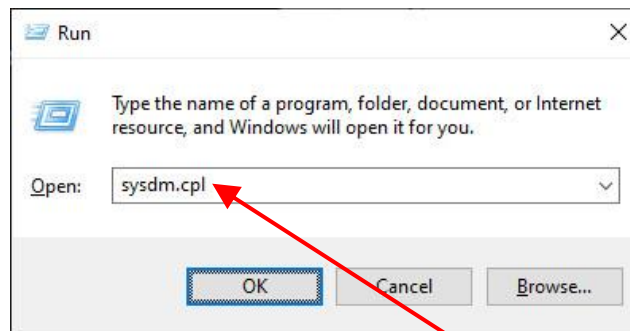 Run
Type the name of a program, folder, document, or Internet
resource, and Windows will open it for you.
Open: sysdm.cpl
OK Cancel Browse...